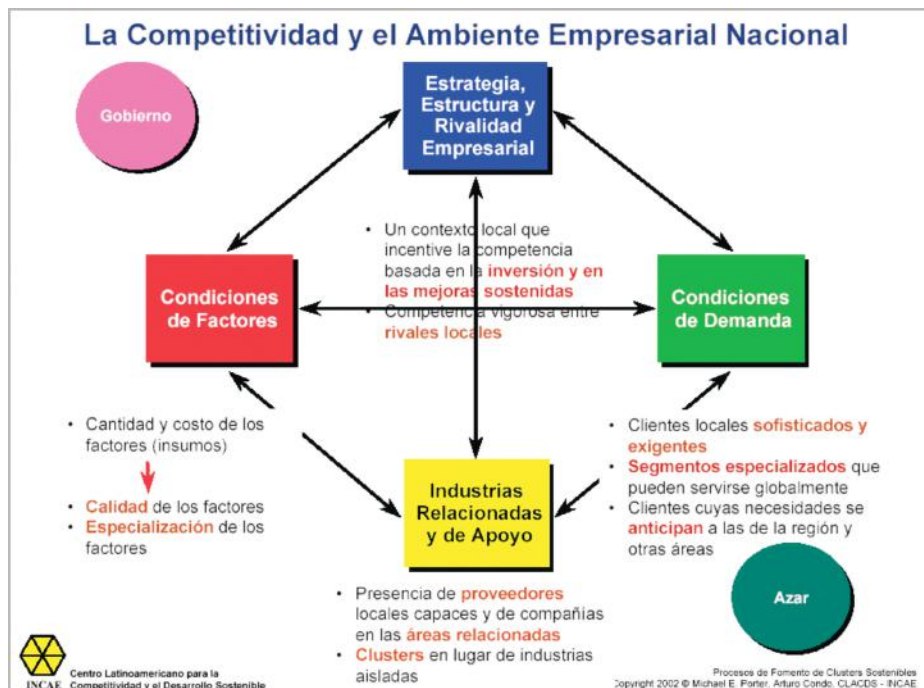 La Competitividad y el Ambiente Empresarial Nacional
Gobierno
Estrategia,
Estructura y
Rivalidad
Empresarial
• Un contexto local que
incentive la competencia
basada en la inversión y en
las mejoras sostenidas
• Competencia vigorosa entre
rivales locales
Condiciones
de Factores
Condiciones
de Demanda
• Cantidad y costo de los
factores (insumos)
• Calidad de los factores
• Especialización de los
factores
Industrias
Relacionadas
y de Apoyo
• Clientes locales sofisticados y
exigentes
• Segmentos especializados que
pueden servirse globalmente
• Clientes cuyas necesidades se
anticipan a las de la región y
otras áreas
• Presencia de proveedores
locales capaces y de compañías
en las áreas relacionadas
• Clusters en lugar de industrias
aisladas
Azar
INCAE
Centro Latinoamericano para la
Competitividad y el Desarrollo Sostenible
Procesos de Fomento de Clusters Sostenibles
Copyright 2002 © Michael E. Porter, Arturo Condo, CLACDS - INCAE